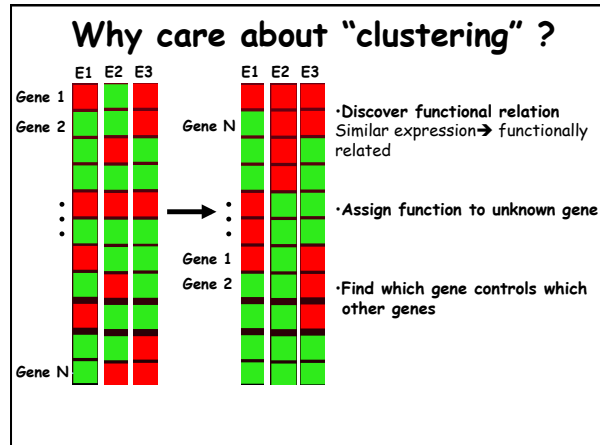 Why care about “clustering” ?
E1 E2 E3
Gene 1
Gene 2
Gene N
E1 E2 E3
Gene N
Gene 1
Gene 2
•Discover functional relation
Similar expression➔ functionally
related
•Assign function to unknown gene
•Find which gene controls which
other genes